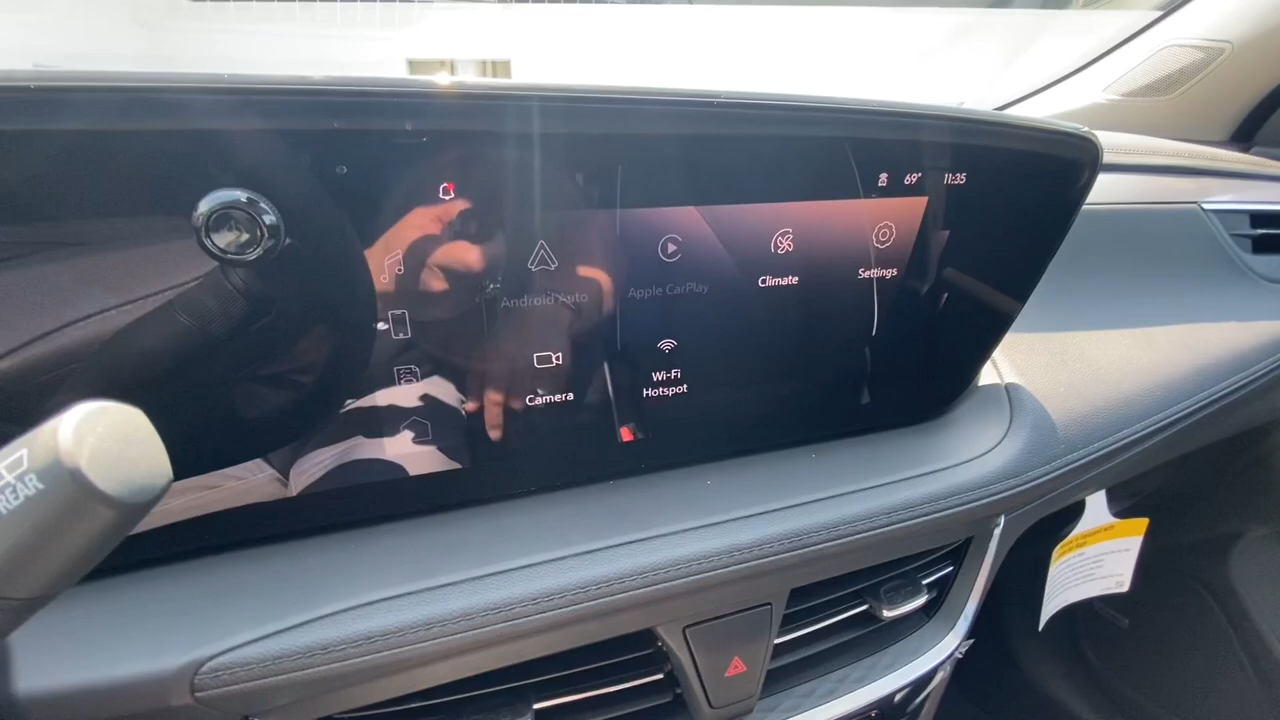 69° 11:35
Android Auto
Apple CarPlay
Climate
Settings
Camera
Wi-Fi
Hotspot
REAR